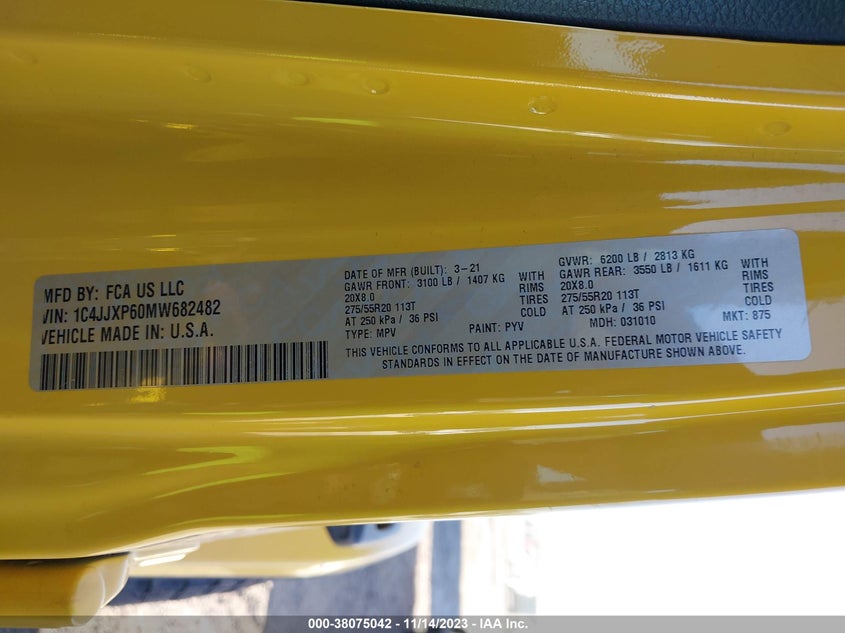 MFD BY: FCA US LLC
VIN: 1C4JJXP60MW682482
VEHICLE MADE IN: U.S.A.
DATE OF MFR (BUILT): 3-21
GAWR FRONT: 3100 LB / 1407 KG WITH
20X8.0 RIMS
275/55R20 113T TIRES
AT 250 kPa / 36 PSI COLD
TYPE: MPV PAINT: PYV
GVWR: 6200 LB / 2813 KG
GAWR REAR: 3550 LB / 1611 KG WITH
20X8.0 RIMS
275/55R20 113T TIRES
AT 250 kPa / 36 PSI COLD
MDH: 031010 MKT: 875
THIS VEHICLE CONFORMS TO ALL APPLICABLE U.S.A. FEDERAL MOTOR VEHICLE SAFETY
STANDARDS IN EFFECT ON THE DATE OF MANUFACTURE SHOWN ABOVE.
000-38075042 - 11/14/2023 - IAA, Inc.